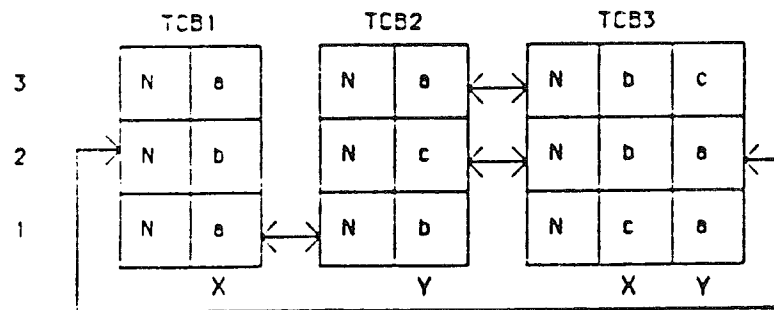 TCB1 TCB2 TCB3
3 N a N a N b c
2 N b N c N b a
1 N a N b N c a
X Y X Y